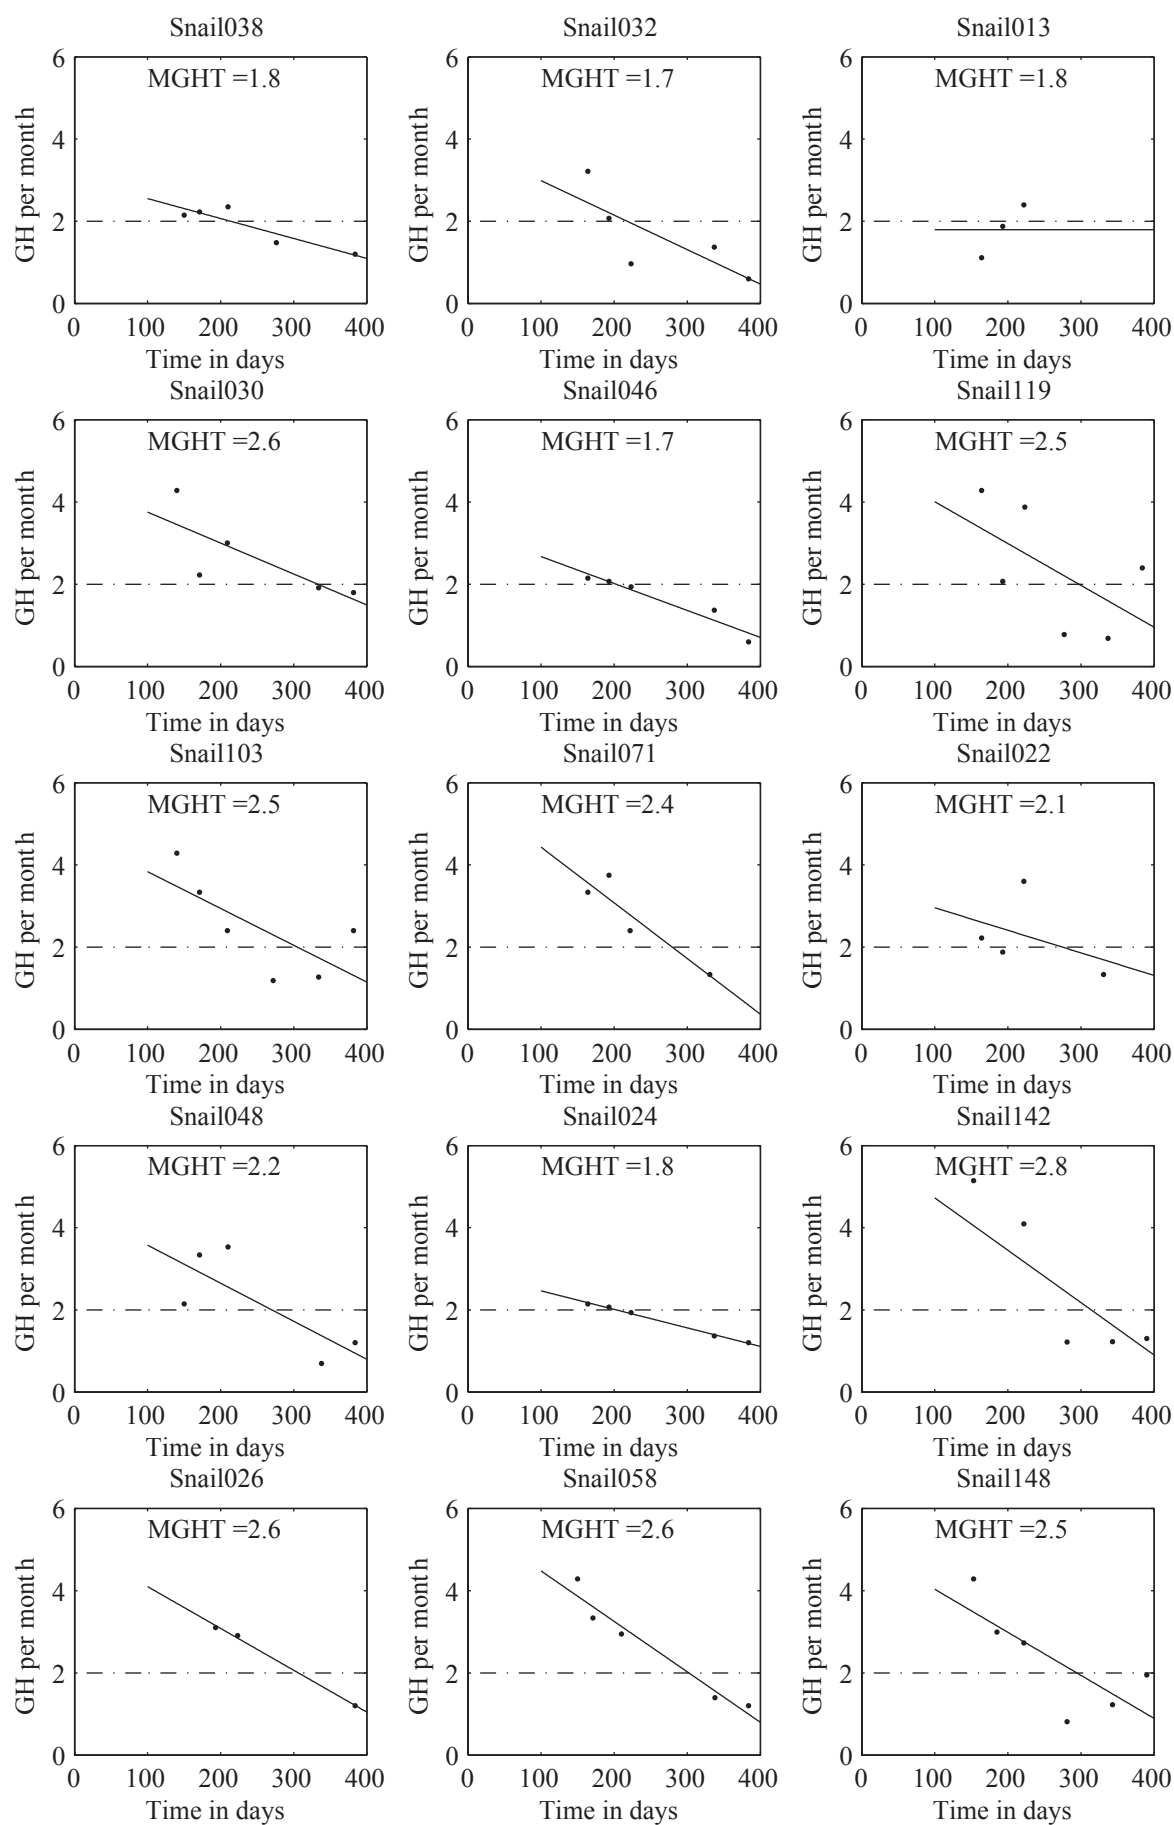 Snail038 Snail032 Snail013
6 6 6
MGHT =1.8 MGHT =1.7 MGHT =1.8
4 4 4
GH per month GH per month GH per month
2 2 2
0 0 0
0 100 200 300 400 0 100 200 300 400 0 100 200 300 400
Time in days Time in days Time in days
Snail030 Snail046 Snail119
6 6 6
MGHT =2.6 MGHT =1.7 MGHT =2.5
4 4 4
GH per month GH per month GH per month
2 2 2
0 0 0
0 100 200 300 400 0 100 200 300 400 0 100 200 300 400
Time in days Time in days Time in days
Snail103 Snail071 Snail022
6 6 6
MGHT =2.5 MGHT =2.4 MGHT =2.1
4 4 4
GH per month GH per month GH per month
2 2 2
0 0 0
0 100 200 300 400 0 100 200 300 400 0 100 200 300 400
Time in days Time in days Time in days
Snail048 Snail024 Snail142
6 6 6
MGHT =2.2 MGHT =1.8 MGHT =2.8
4 4 4
GH per month GH per month GH per month
2 2 2
0 0 0
0 100 200 300 400 0 100 200 300 400 0 100 200 300 400
Time in days Time in days Time in days
Snail026 Snail058 Snail148
6 6 6
MGHT =2.6 MGHT =2.6 MGHT =2.5
4 4 4
GH per month GH per month GH per month
2 2 2
0 0 0
0 100 200 300 400 0 100 200 300 400 0 100 200 300 400
Time in days Time in days Time in days